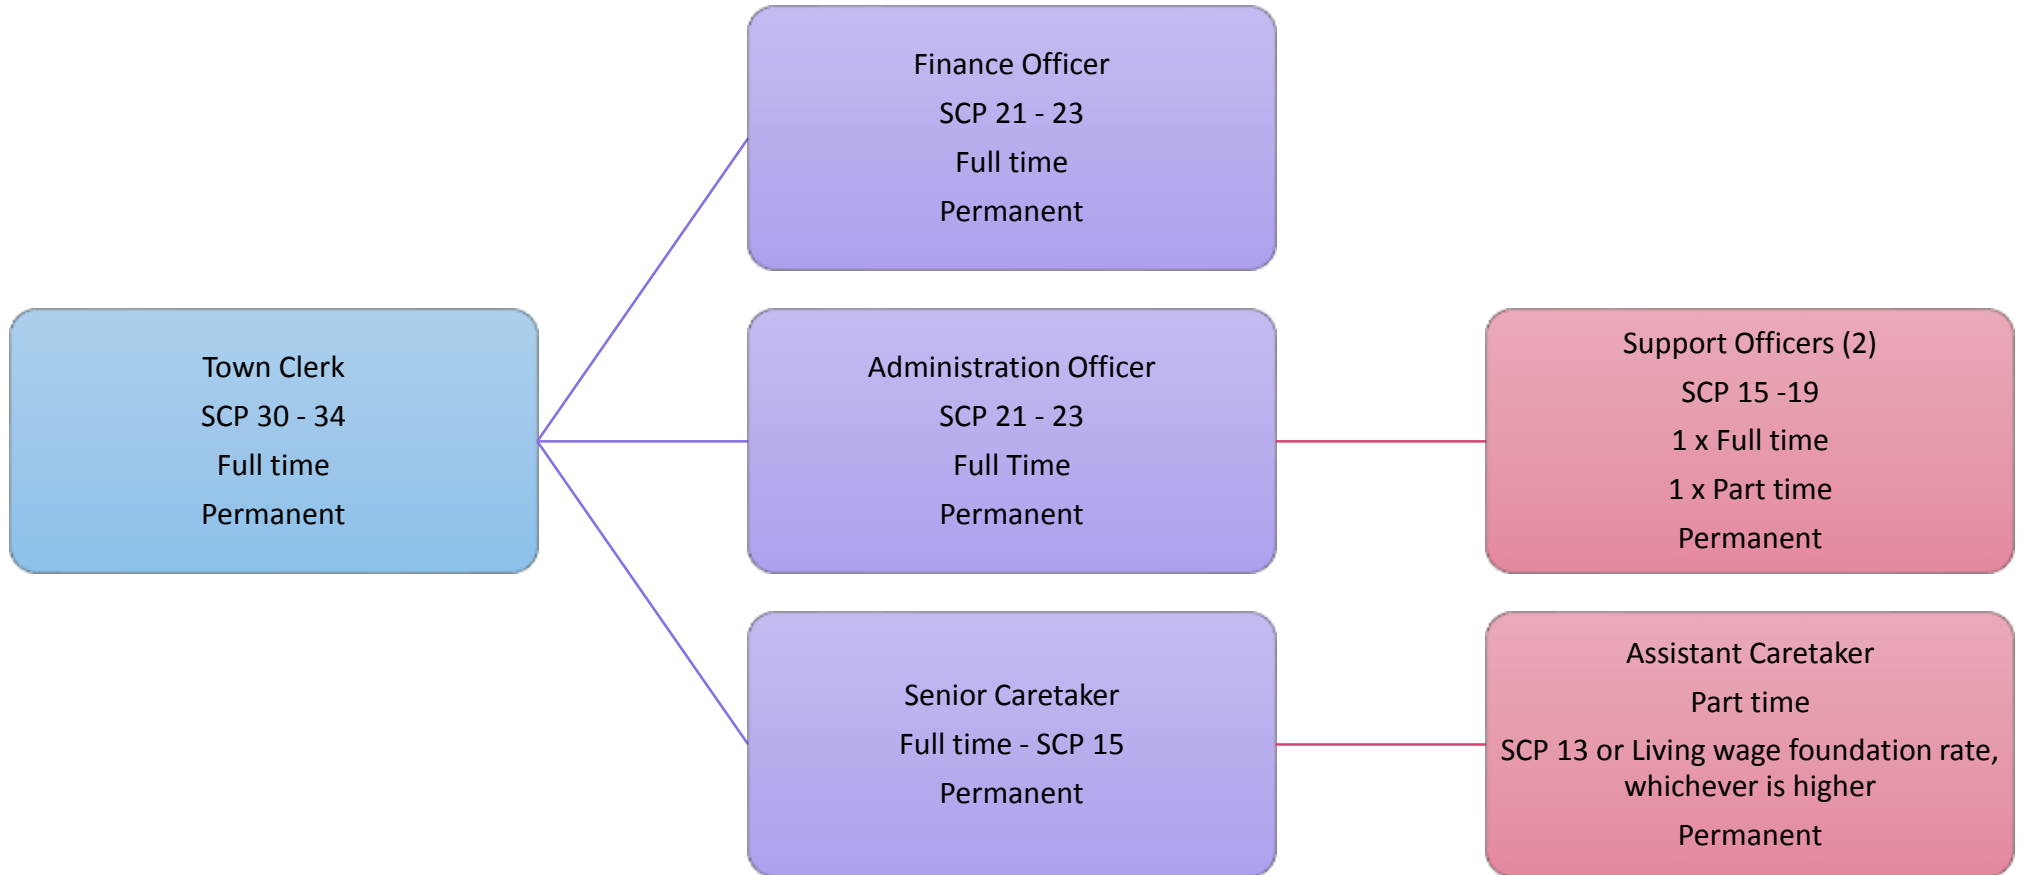 Town Clerk
SCP 30 - 34
Full time
Permanent
Finance Officer
SCP 21 - 23
Full time
Permanent
Administration Officer
SCP 21 - 23
Full Time
Permanent
Support Officers (2)
SCP 15 -19
1 x Full time
1 x Part time
Permanent
Senior Caretaker
Full time - SCP 15
Permanent
Assistant Caretaker
Part time
SCP 13 or Living wage foundation rate,
whichever is higher
Permanent